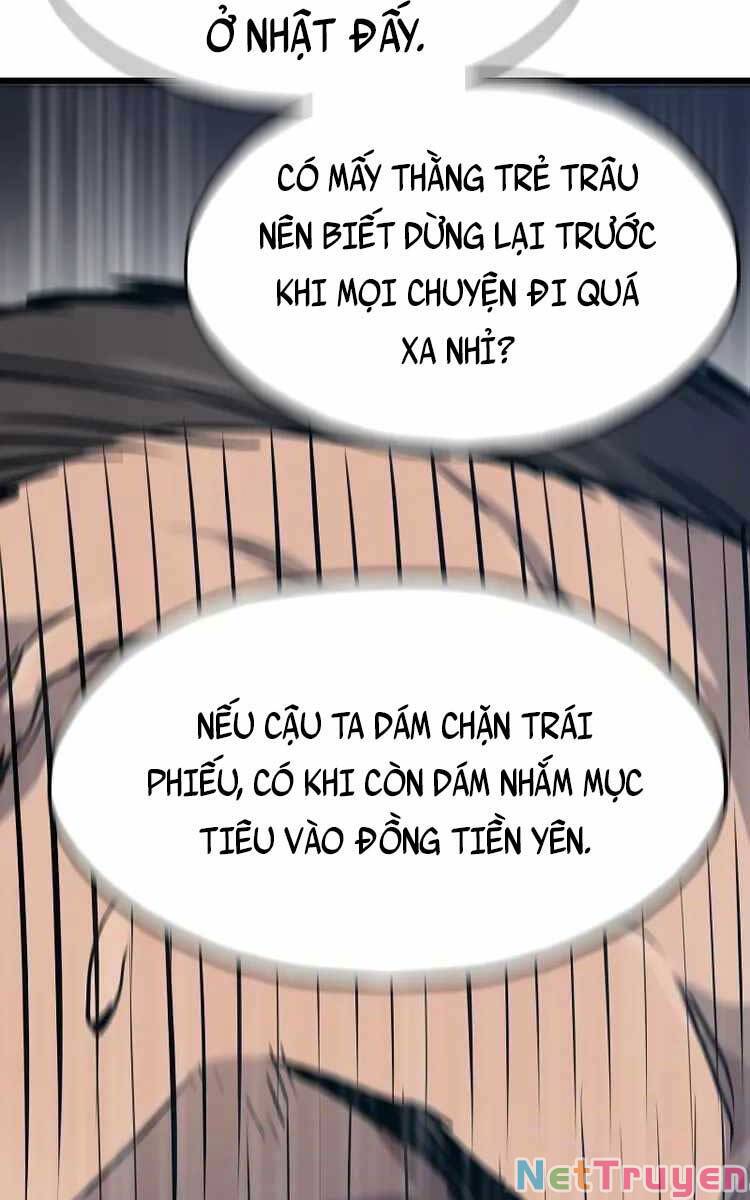 Ở NHẬT ĐẤY.
CÓ MẤY THẰNG TRẺ TRÂU
NÊN BIẾT DỪNG LẠI TRƯỚC
KHI MỌI CHUYỆN ĐI QUÁ
XA NHỈ?
NẾU CẬU TA DÁM CHẶN TRÁI
PHIẾU, CÓ KHI CÒN DÁM NHẮM MỤC
TIÊU VÀO ĐỒNG TIỀN YÊN.
NetTruyen